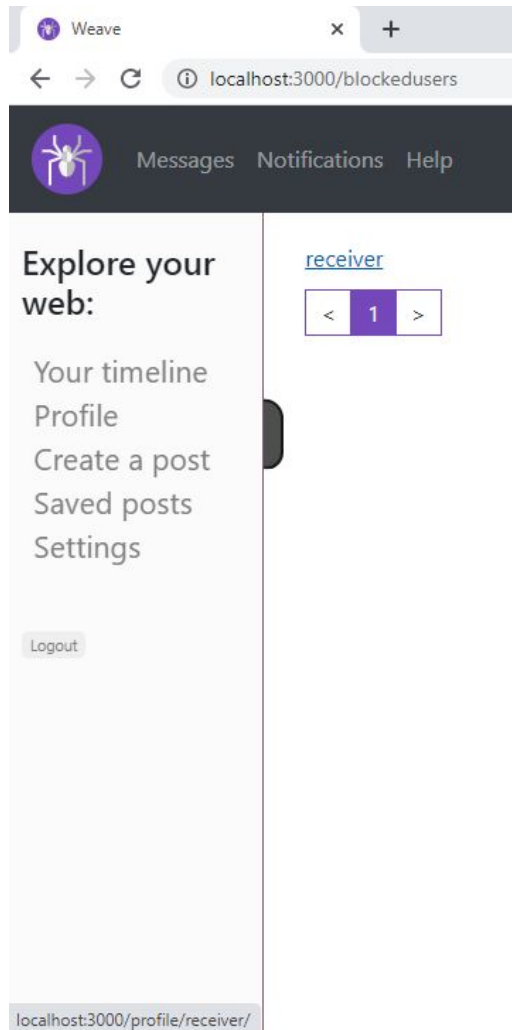 Weave
localhost:3000/blockedusers
Messages Notifications Help
Explore your
web:
Your timeline
Profile
Create a post
Saved posts
Settings
Logout
receiver
< 1 >
localhost:3000/profile/receiver/